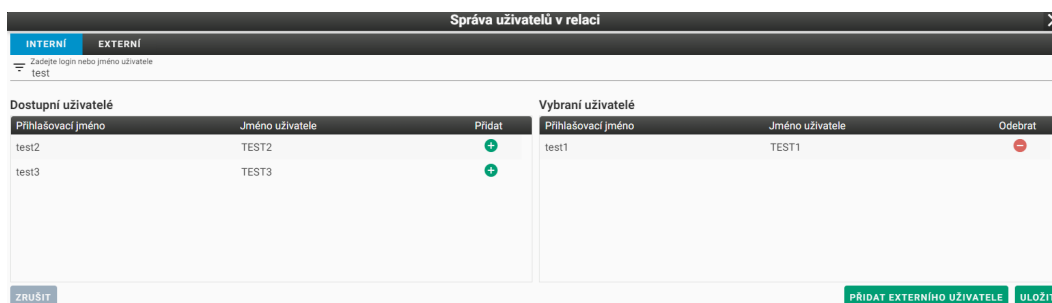 Správa uživatelů v relaci
INTERNÍ EXTERNÍ
Zadejte login nebo jméno uživatele
test
Dostupní uživatelé
Přihlašovací jméno Jméno uživatele Přidat
test2 TEST2
test3 TEST3
Vybraní uživatelé
Přihlašovací jméno Jméno uživatele Odebrat
test1 TEST1
ZRUŠIT
PŘIDAT EXTERNÍHO UŽIVATELE ULOŽIT